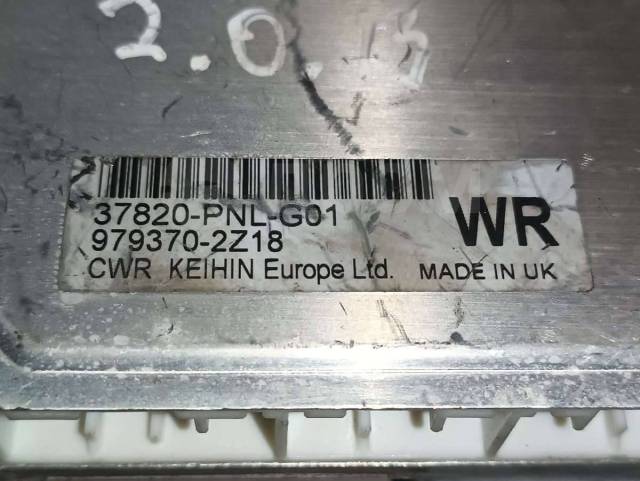 2.0.
37820-PNL-G01
WR
979370-2Z18
CWR KEIHIN Europe Ltd. MADE IN UK